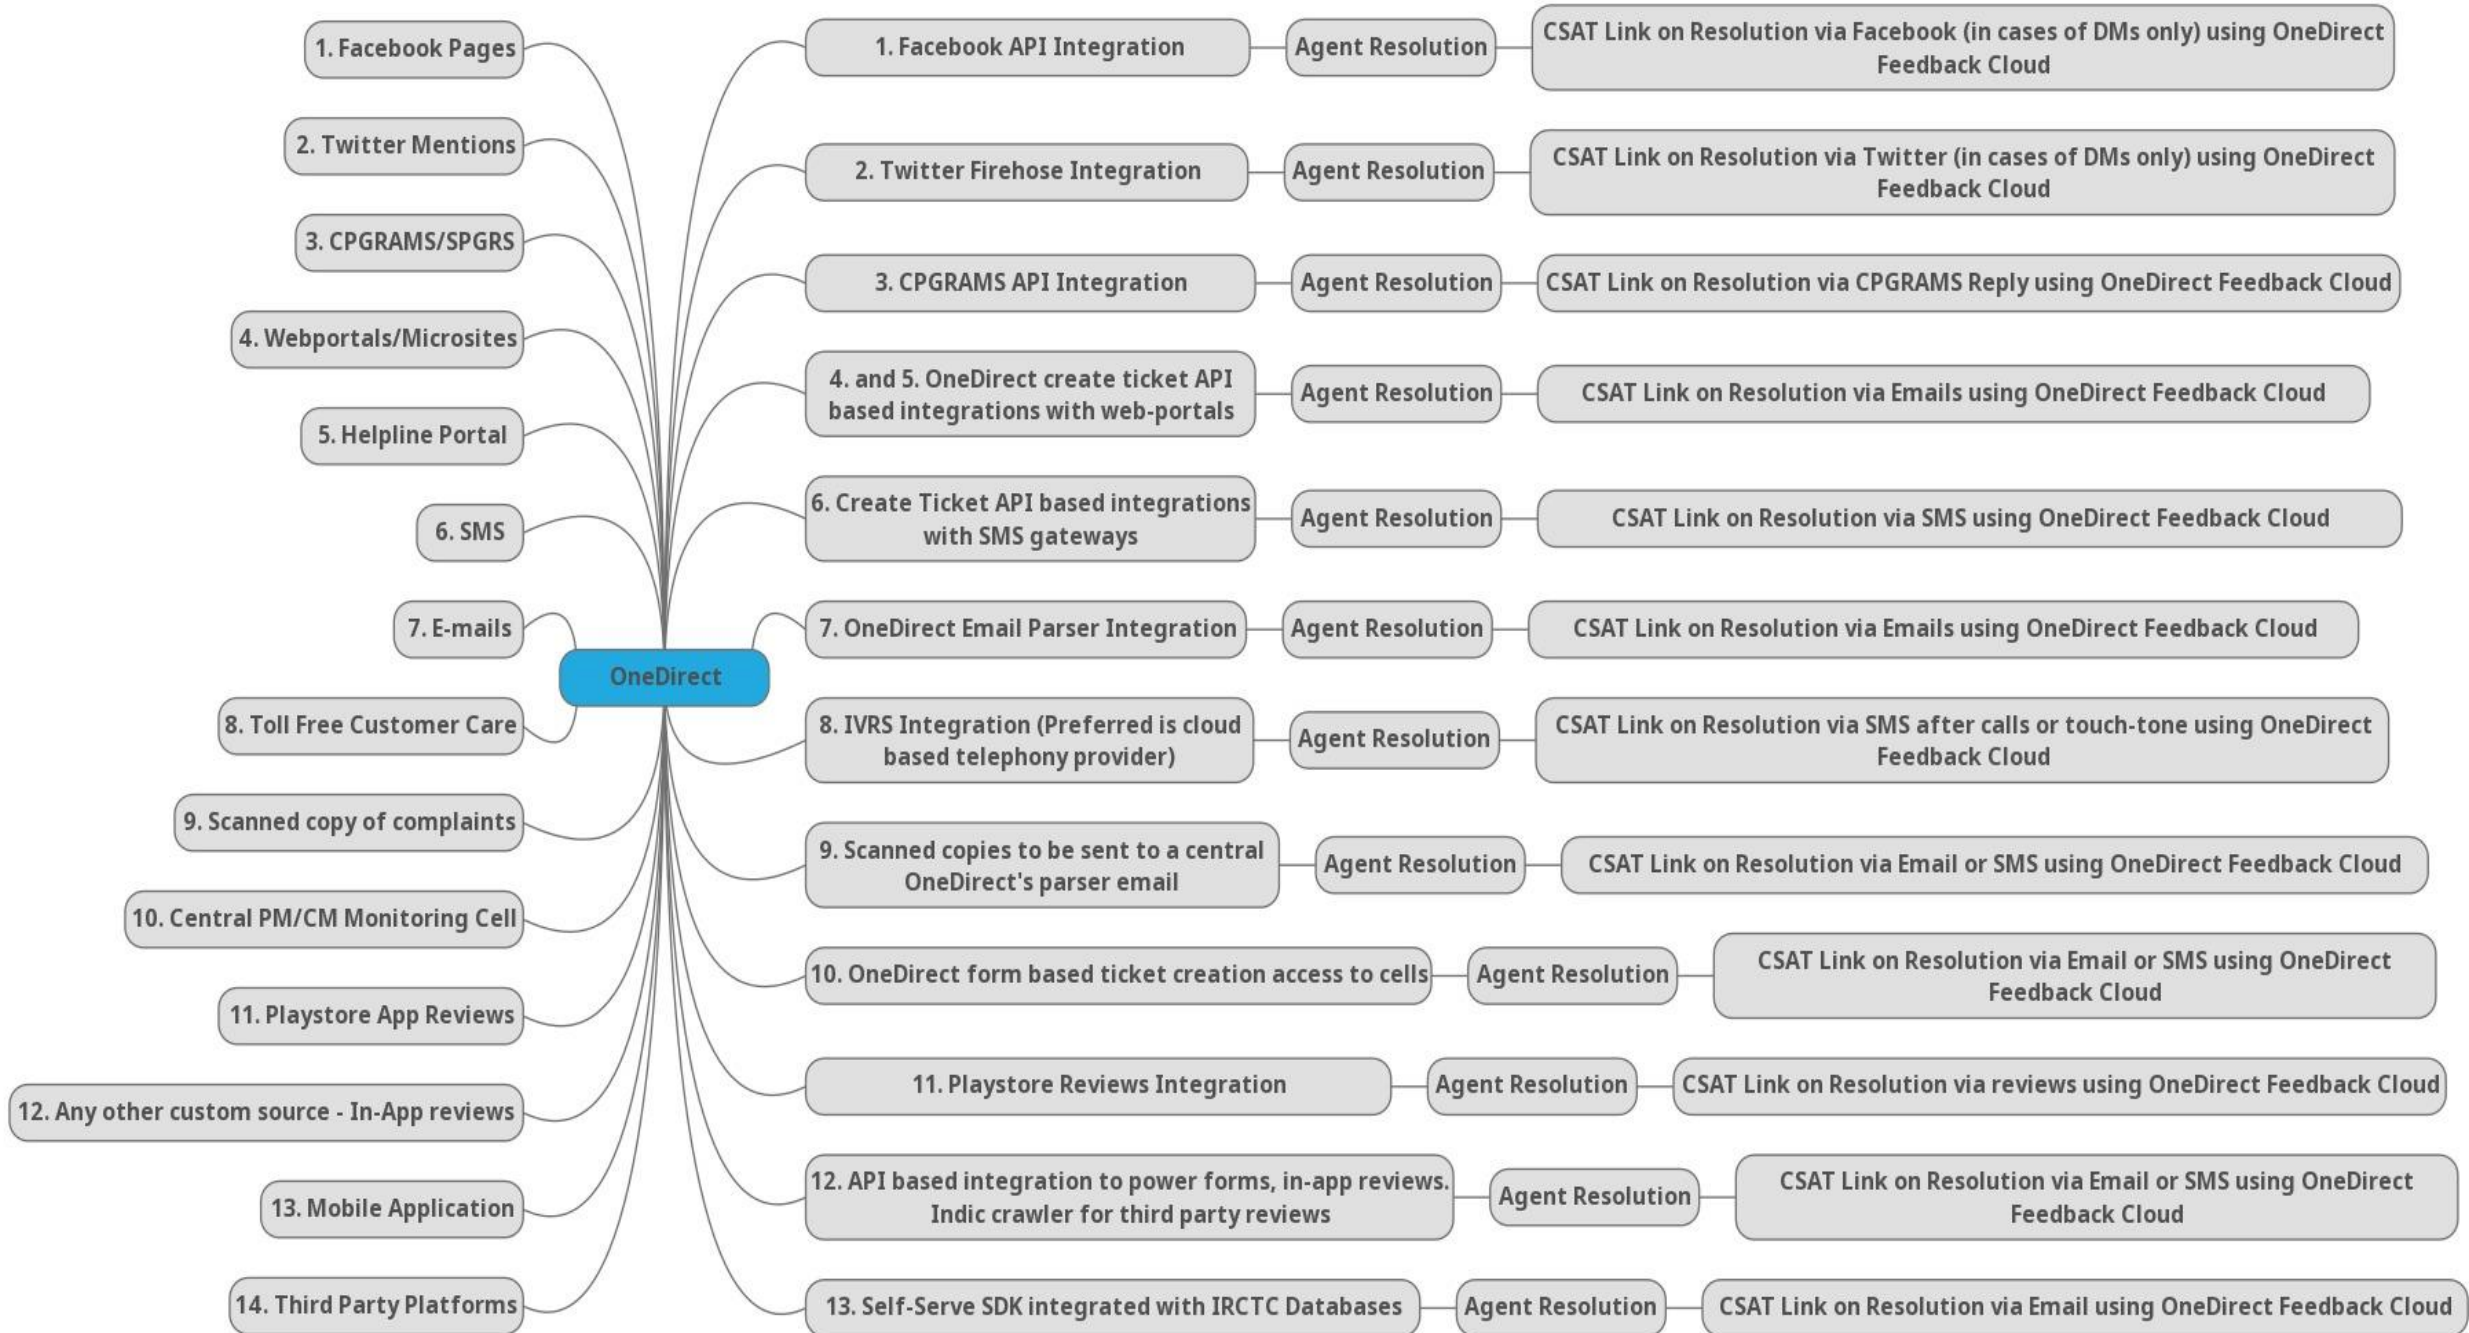 1. Facebook Pages
2. Twitter Mentions
3. CPGRAMS/SPGRS
4. Webportals/Microsites
5. Helpline Portal
6. SMS
7. E-mails
8. Toll Free Customer Care
9. Scanned copy of complaints
10. Central PM/CM Monitoring Cell
11. Playstore App Reviews
12. Any other custom source - In-App reviews
13. Mobile Application
14. Third Party Platforms
OneDirect
1. Facebook API Integration
Agent Resolution
CSAT Link on Resolution via Facebook (in cases of DMs only) using OneDirect
Feedback Cloud
2. Twitter Firehose Integration
Agent Resolution
CSAT Link on Resolution via Twitter (in cases of DMs only) using OneDirect
Feedback Cloud
3. CPGRAMS API Integration
Agent Resolution
CSAT Link on Resolution via CPGRAMS Reply using OneDirect Feedback Cloud
4. and 5. OneDirect create ticket API
based integrations with web-portals
Agent Resolution
CSAT Link on Resolution via Emails using OneDirect Feedback Cloud
6. Create Ticket API based integrations
with SMS gateways
Agent Resolution
CSAT Link on Resolution via SMS using OneDirect Feedback Cloud
7. OneDirect Email Parser Integration
Agent Resolution
CSAT Link on Resolution via Emails using OneDirect Feedback Cloud
8. IVRS Integration (Preferred is cloud
based telephony provider)
Agent Resolution
CSAT Link on Resolution via SMS after calls or touch-tone using OneDirect
Feedback Cloud
9. Scanned copies to be sent to a central
OneDirect's parser email
Agent Resolution
CSAT Link on Resolution via Email or SMS using OneDirect Feedback Cloud
10. OneDirect form based ticket creation access to cells
Agent Resolution
CSAT Link on Resolution via Email or SMS using OneDirect
Feedback Cloud
11. Playstore Reviews Integration
Agent Resolution
CSAT Link on Resolution via reviews using OneDirect Feedback Cloud
12. API based integration to power forms, in-app reviews.
Indic crawler for third party reviews
Agent Resolution
CSAT Link on Resolution via Email or SMS using OneDirect
Feedback Cloud
13. Self-Serve SDK integrated with IRCTC Databases
Agent Resolution
CSAT Link on Resolution via Email using OneDirect Feedback Cloud